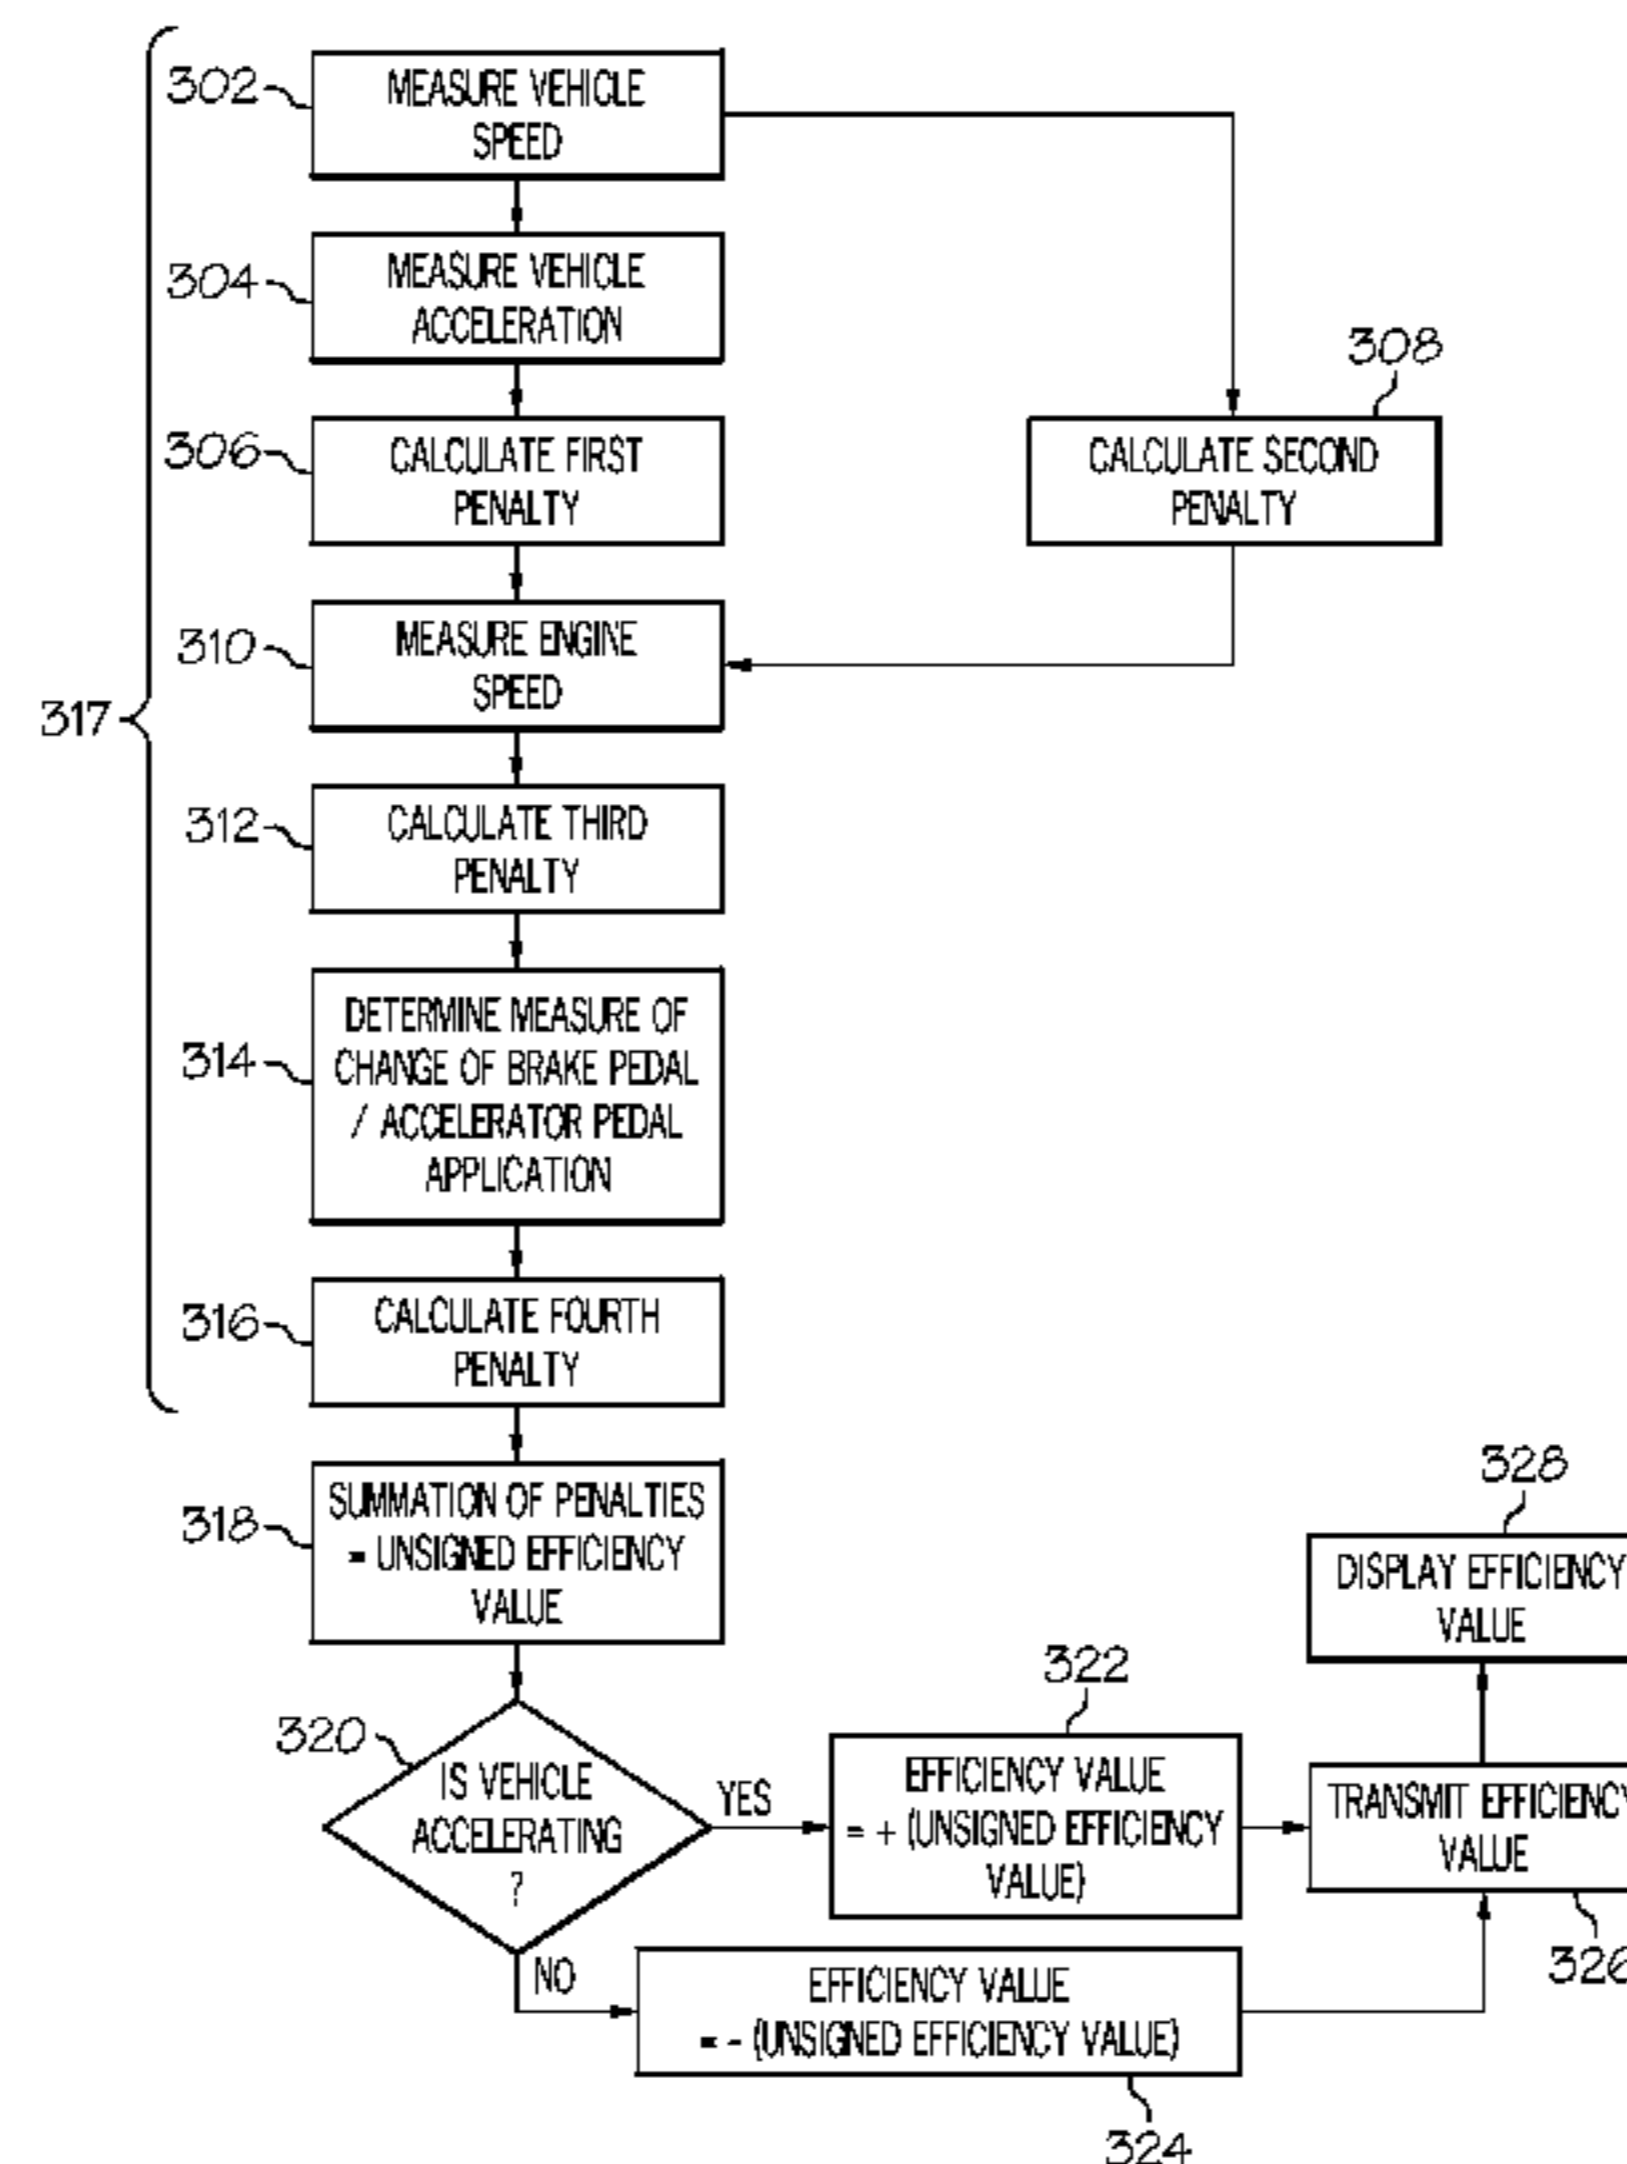 302
MEASURE VEHICLE
SPEED
304
MEASURE VEHICLE
ACCELERATION
308
306
CALCULATE FIRST
PENALTY
CALCULATE SECOND
PENALTY
310
MEASURE ENGINE
SPEED
317
312
CALCULATE THIRD
PENALTY
314
DETERMINE MEASURE OF
CHANGE OF BRAKE PEDAL
/ ACCELERATOR PEDAL
APPLICATION
316
CALCULATE FOURTH
PENALTY
318
SUMMATION OF PENALTIES
= UNSIGNED EFFICIENCY
VALUE
328
DISPLAY EFFICIENCY
VALUE
320
IS VEHICLE
ACCELERATING
?
YES
322
EFFICIENCY VALUE
= + (UNSIGNED EFFICIENCY
VALUE)
TRANSMIT EFFICIENCY
VALUE
326
NO
EFFICIENCY VALUE
= - (UNSIGNED EFFICIENCY VALUE)
324